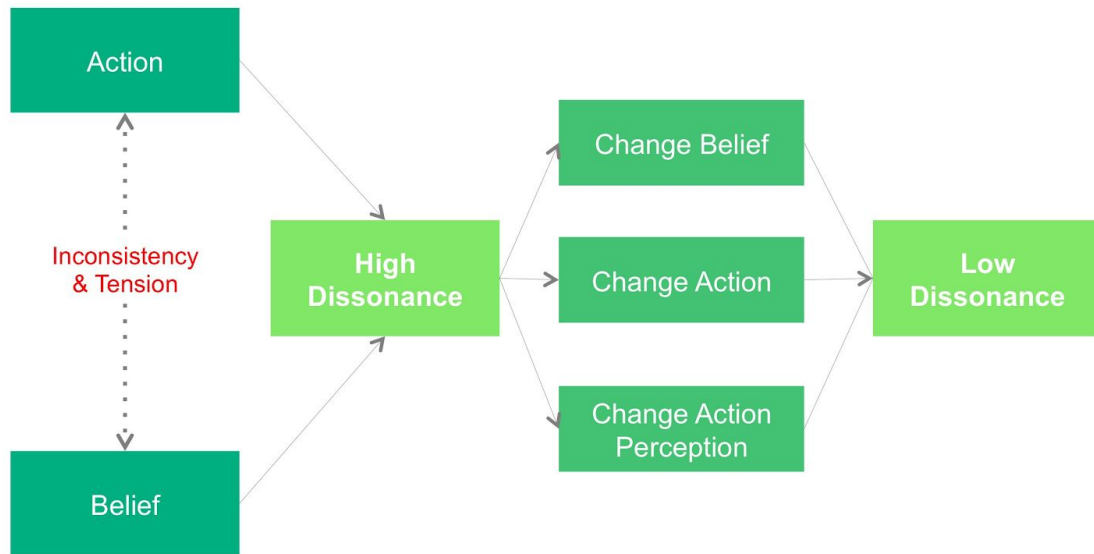 Action
Inconsistency
& Tension
Belief
High
Dissonance
Change Belief
Change Action
Change Action
Perception
Low
Dissonance